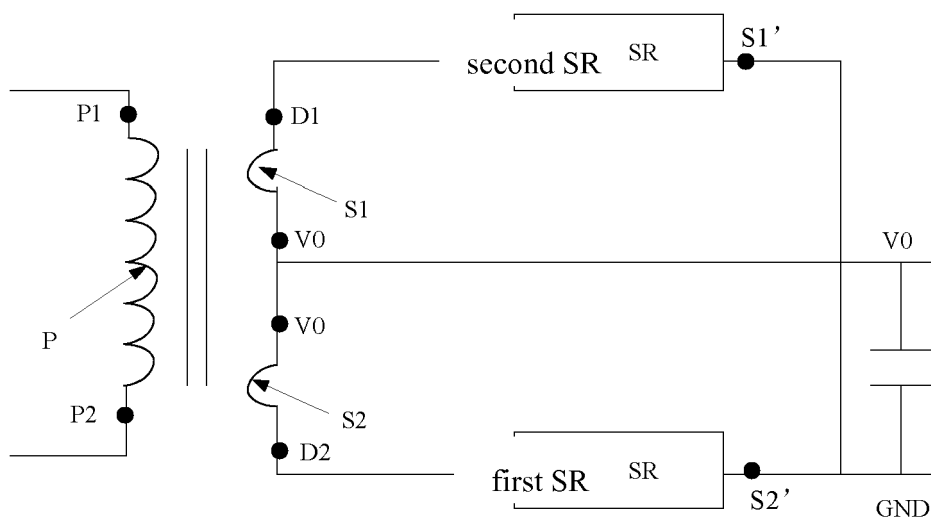 S1’
second SR SR
P1
D1
S1
V0
V0
V0
P
P2
S2
D2
first SR SR
S2’
GND